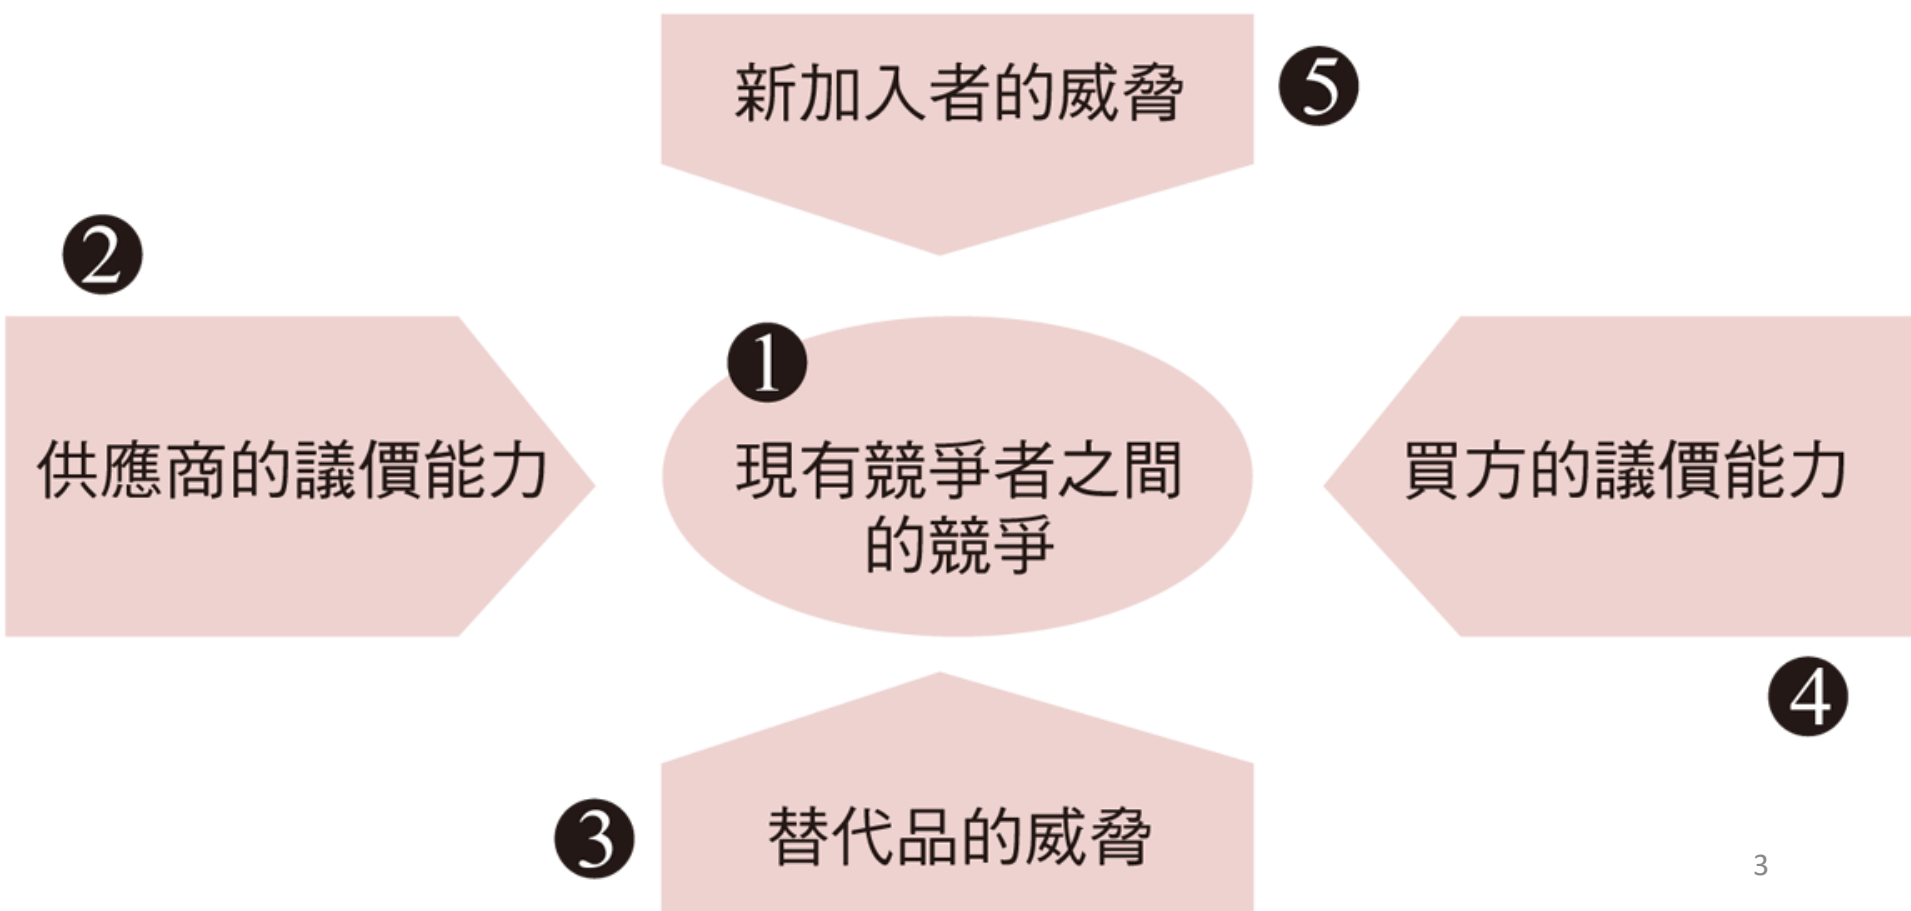 新加入者的威脅
5
2
1
供應商的議價能力
現有競爭者之間
的競爭
買方的議價能力
4
3
替代品的威脅
3